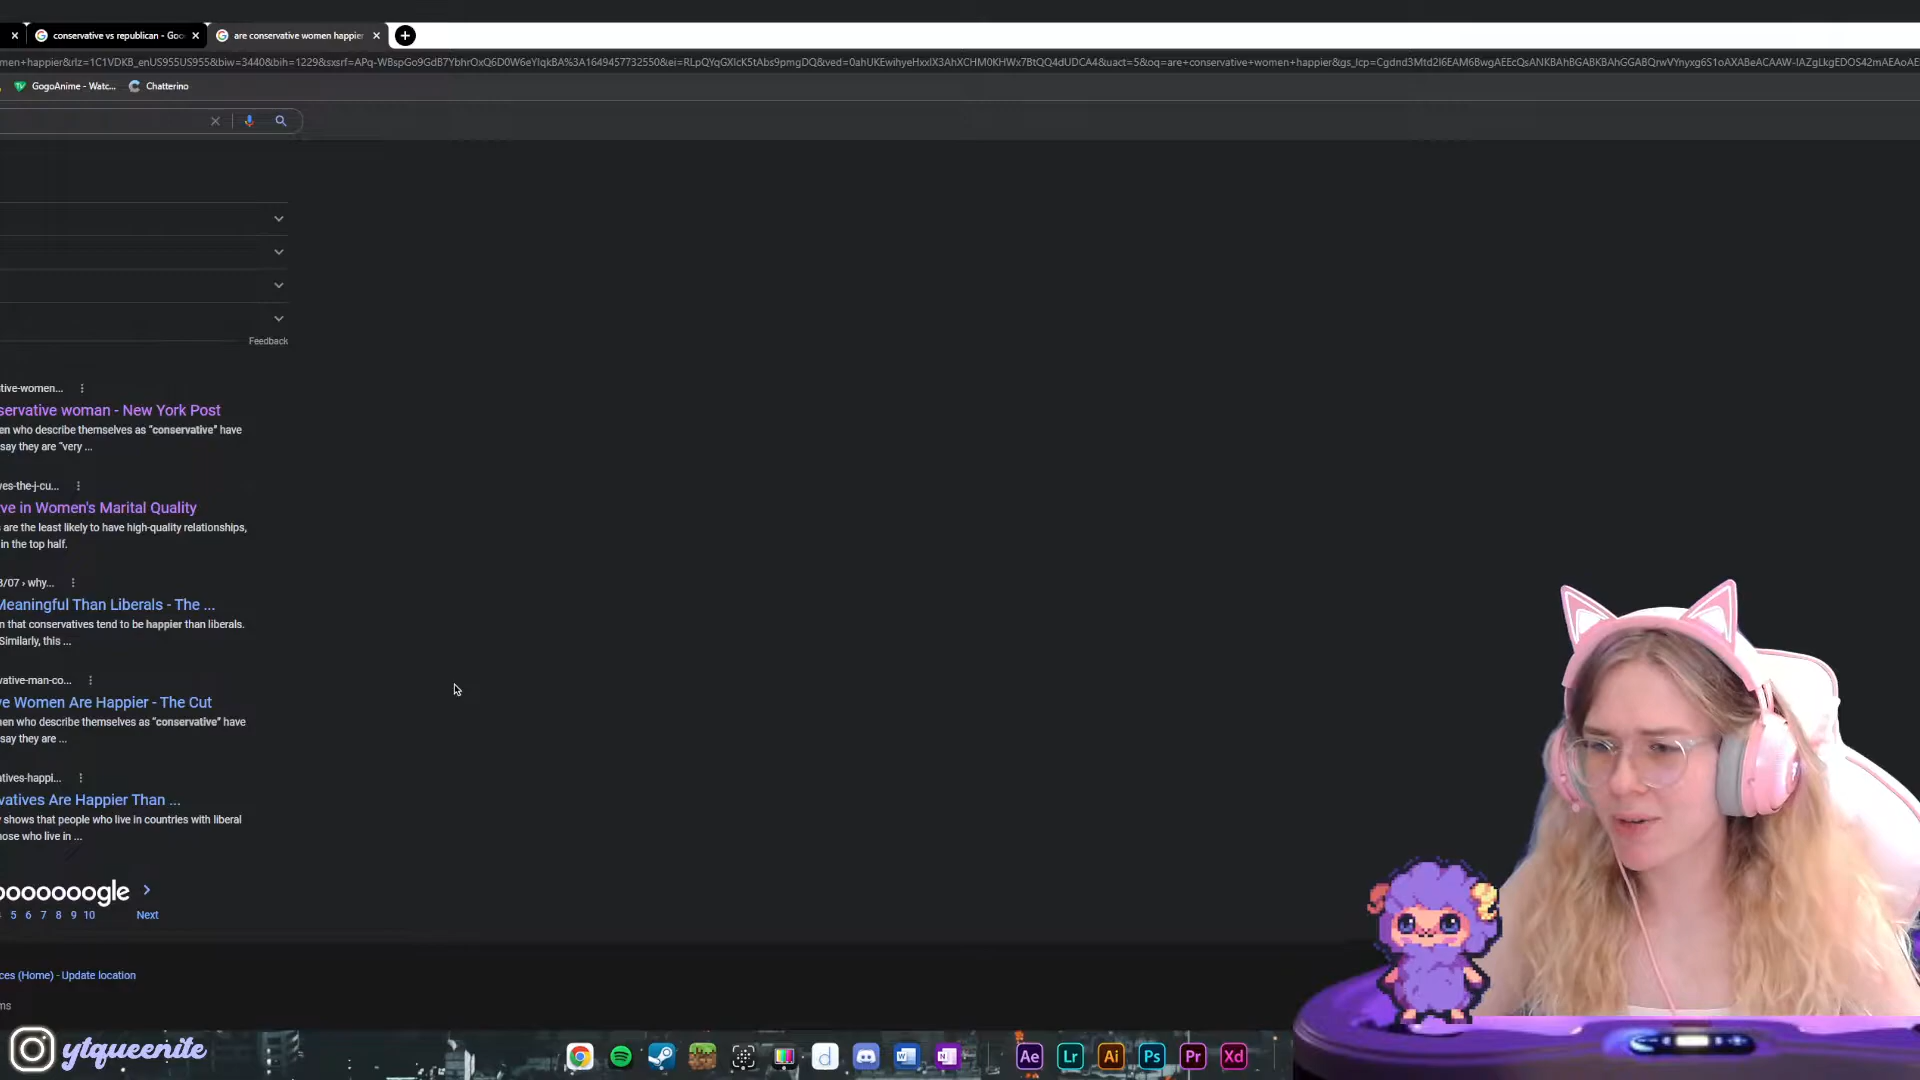 conservative vs republican - Goo
are conservative women happier
GogoAnime - Watc...
Chatterino
Feedback
tive-women...
servative woman - New York Post
en who describe themselves as “conservative” have
say they are “very ...
ves-the-j-cu...
ve in Women's Marital Quality
are the least likely to have high-quality relationships,
in the top half.
3/07 › why...
Meaningful Than Liberals - The ...
n that conservatives tend to be happier than liberals.
Similarly, this ...
vative-man-co...
ve Women Are Happier - The Cut
nen who describe themselves as “conservative” have
say they are ...
atives-happi...
vatives Are Happier Than ...
shows that people who live in countries with liberal
hose who live in ...
oooooooogle
5 6 7 8 9 10 Next
ces (Home) - Update location
ms
ytqueenite
Ae Lr Ai Ps Pr Xd